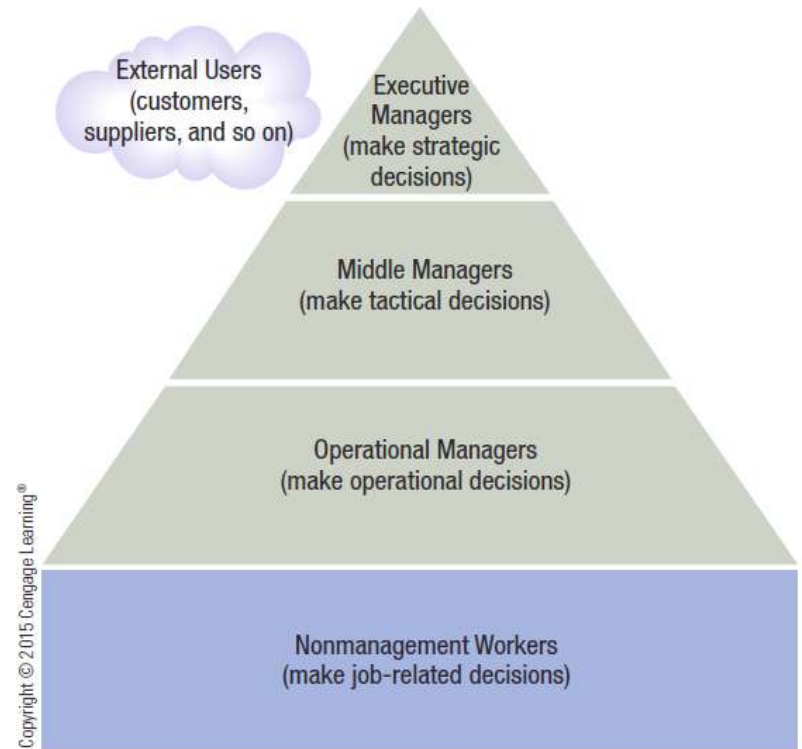 External Users
(customers,
suppliers, and so on)
Executive
Managers
(make strategic
decisions)
Middle Managers
(make tactical decisions)
Operational Managers
(make operational decisions)
Nonmanagement Workers
(make job-related decisions)
Copyright © 2015 Cengage Learning®